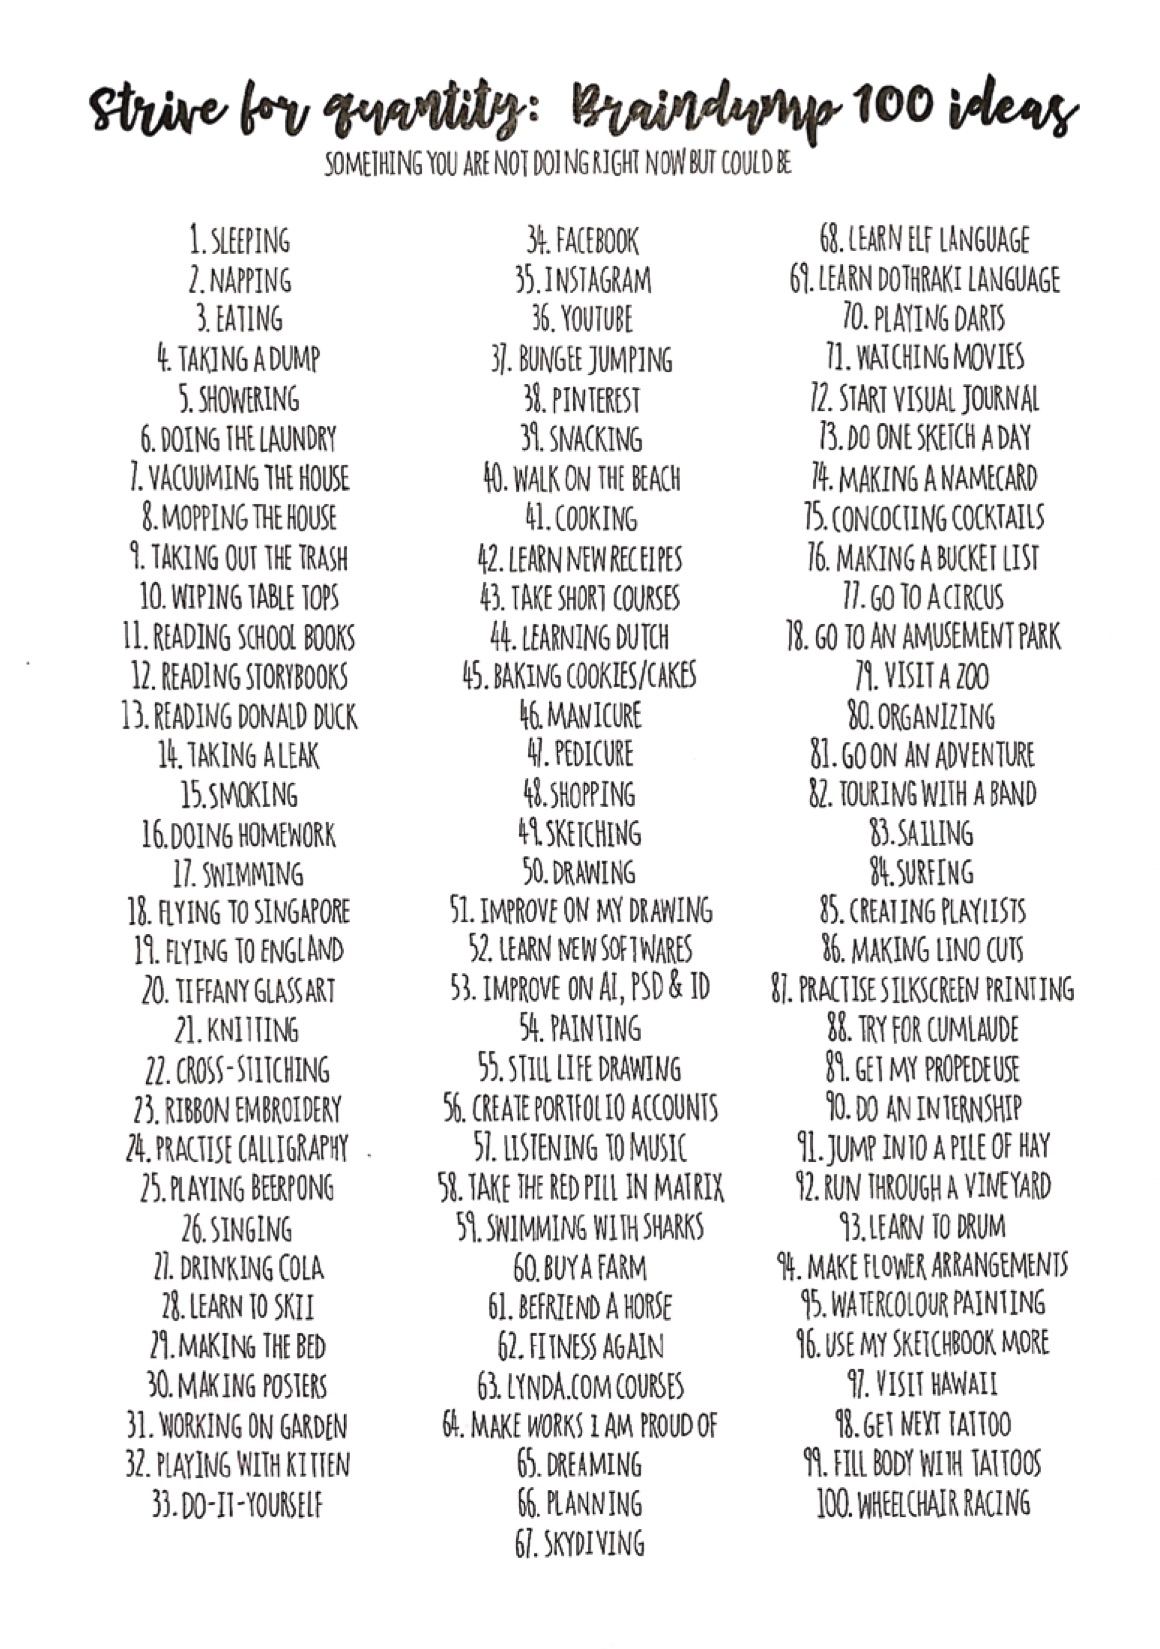 Strive for quantity: Braindump 100 ideas
SOMETHING YOU ARE NOT DOING RIGHT NOW BUT COULD BE
1. SLEEPING
2. NAPPING
3. EATING
4. TAKING A DUMP
5. SHOWERING
6. DOING THE LAUNDRY
7. VACUUMING THE HOUSE
8. MOPPING THE HOUSE
9. TAKING OUT THE TRASH
10. WIPING TABLE TOPS
11. READING SCHOOL BOOKS
12. READING STORYBOOKS
13. READING DONALD DUCK
14. TAKING A LEAK
15. SMOKING
16. DOING HOMEWORK
17. SWIMMING
18. FLYING TO SINGAPORE
19. FLYING TO ENGLAND
20. TIFFANY GLASS ART
21. KNITTING
22. CROSS-STITCHING
23. RIBBON EMBROIDERY
24. PRACTISE CALLIGRAPHY
25. PLAYING BEERPONG
26. SINGING
27. DRINKING COLA
28. LEARN TO SKII
29. MAKING THE BED
30. MAKING POSTERS
31. WORKING ON GARDEN
32. PLAYING WITH KITTEN
33. DO-IT-YOURSELF
34. FACEBOOK
35. INSTAGRAM
36. YOUTUBE
37. BUNGEE JUMPING
38. PINTEREST
39. SNACKING
40. WALK ON THE BEACH
41. COOKING
42. LEARN NEW RECEIPES
43. TAKE SHORT COURSES
44. LEARNING DUTCH
45. BAKING COOKIES/CAKES
46. MANICURE
47. PEDICURE
48. SHOPPING
49. SKETCHING
50. DRAWING
51. IMPROVE ON MY DRAWING
52. LEARN NEW SOFTWARES
53. IMPROVE ON AI, PSD & ID
54. PAINTING
55. STILL LIFE DRAWING
56. CREATE PORTFOLIO ACCOUNTS
57. LISTENING TO MUSIC
58. TAKE THE RED PILL IN MATRIX
59. SWIMMING WITH SHARKS
60. BUY A FARM
61. BEFRIEND A HORSE
62. FITNESS AGAIN
63. LYNDA.COM COURSES
64. MAKE WORKS I AM PROUD OF
65. DREAMING
66. PLANNING
67. SKYDIVING
68. LEARN ELF LANGUAGE
69. LEARN DOTHRAKI LANGUAGE
70. PLAYING DARTS
71. WATCHING MOVIES
72. START VISUAL JOURNAL
73. DO ONE SKETCH A DAY
74. MAKING A NAMECARD
75. CONCOCTING COCKTAILS
76. MAKING A BUCKET LIST
77. GO TO A CIRCUS
78. GO TO AN AMUSEMENT PARK
79. VISIT A ZOO
80. ORGANIZING
81. GO ON AN ADVENTURE
82. TOURING WITH A BAND
83. SAILING
84. SURFING
85. CREATING PLAYLISTS
86. MAKING LINO CUTS
87. PRACTISE SILKSCREEN PRINTING
88. TRY FOR CUMLAUDE
89. GET MY PROPEDEUSE
90. DO AN INTERNSHIP
91. JUMP INTO A PILE OF HAY
92. RUN THROUGH A VINEYARD
93. LEARN TO DRUM
94. MAKE FLOWER ARRANGEMENTS
95. WATERCOLOUR PAINTING
96. USE MY SKETCHBOOK MORE
97. VISIT HAWAII
98. GET NEXT TATTOO
99. FILL BODY WITH TATTOOS
100. WHEELCHAIR RACING